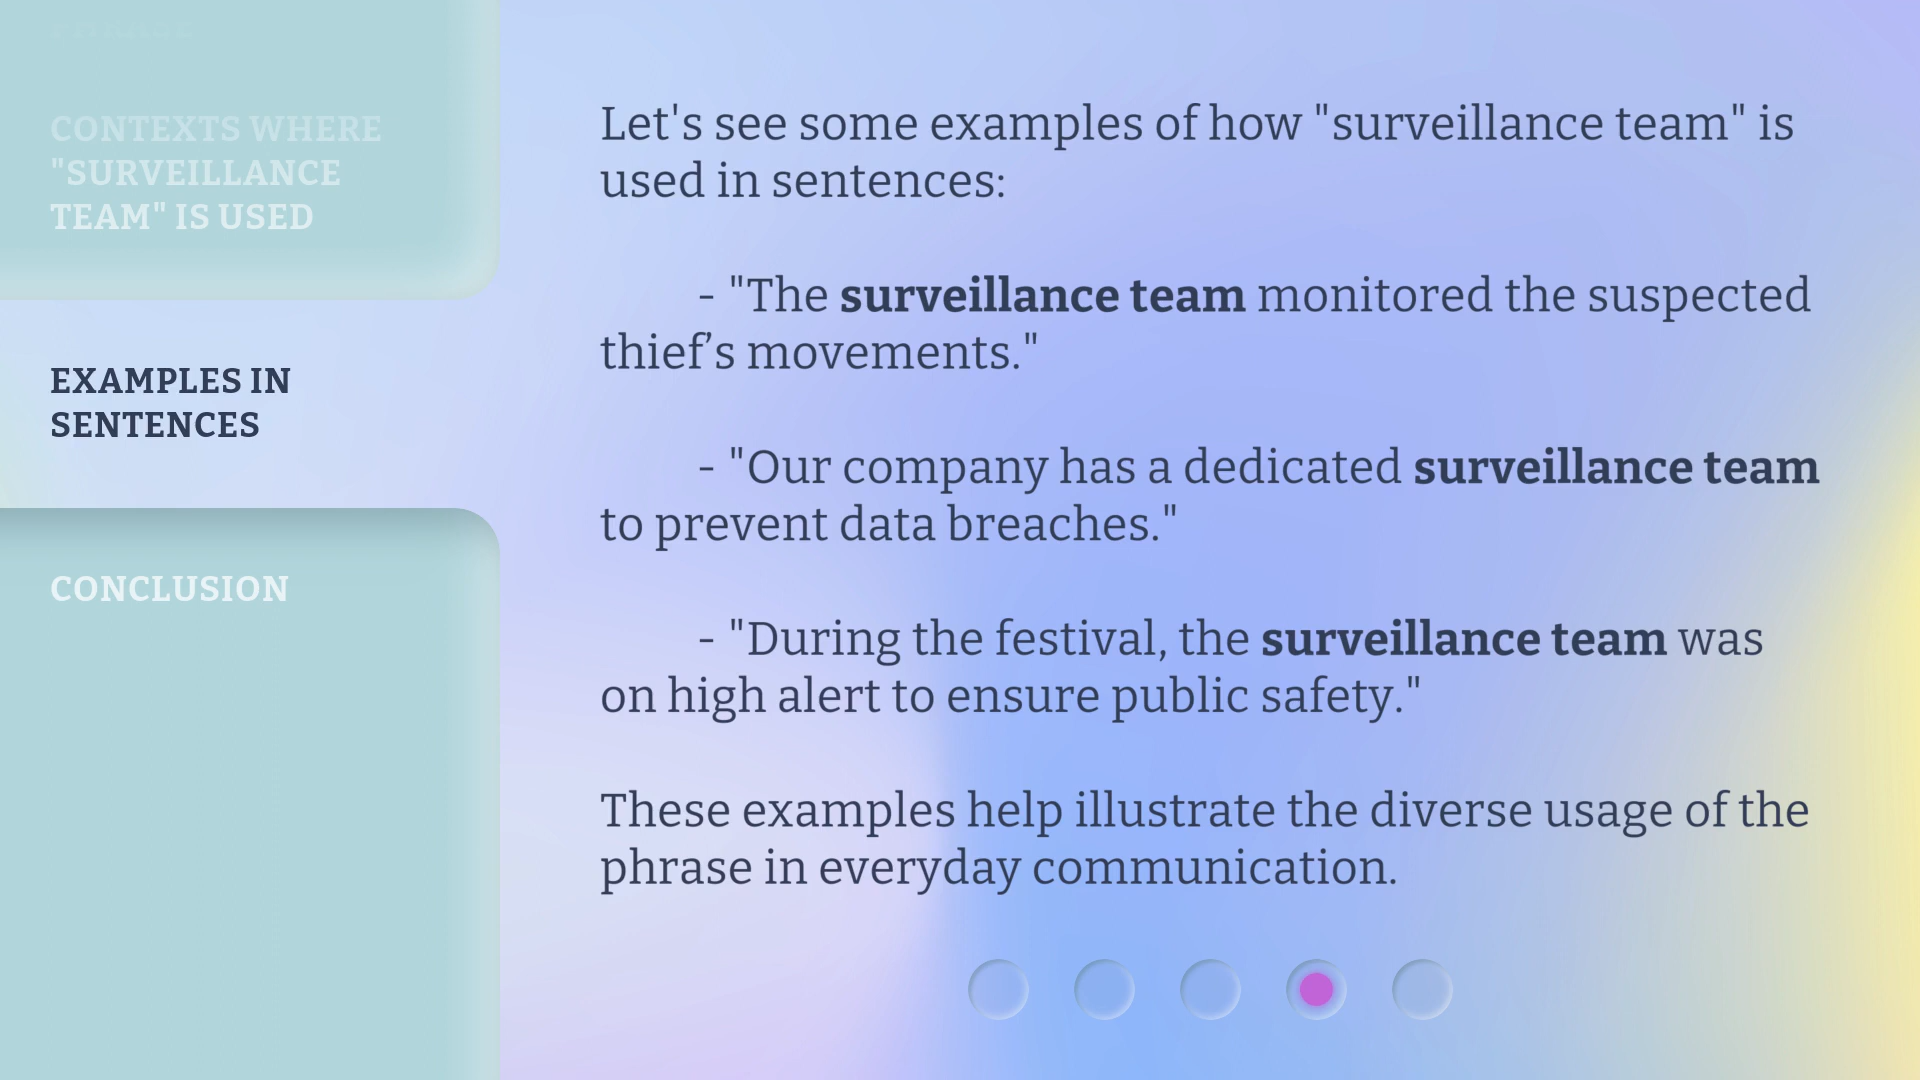 CONTEXTS WHERE
"SURVEILLANCE
TEAM" IS USED
EXAMPLES IN
SENTENCES
CONCLUSION
Let's see some examples of how "surveillance team" is
used in sentences:
- "The surveillance team monitored the suspected
thief’s movements."
- "Our company has a dedicated surveillance team
to prevent data breaches."
- "During the festival, the surveillance team was
on high alert to ensure public safety."
These examples help illustrate the diverse usage of the
phrase in everyday communication.